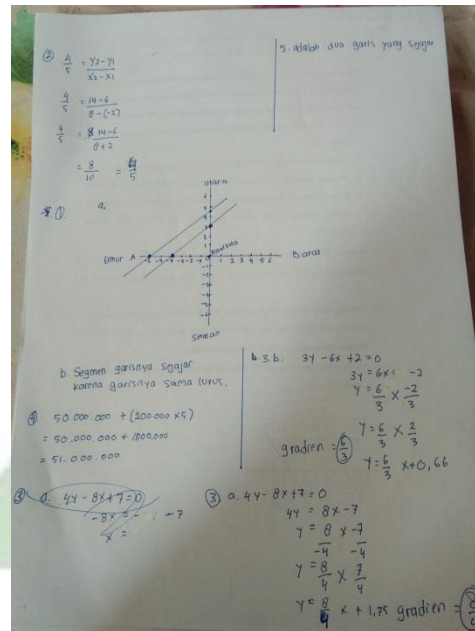 ② 4/5 = Y2-Y1 / X2-X1
4/5 = 14-6 / 8-(-2)
4/5 = 14-6 / 8+2
= 8/10 = 4/5
5. adalah dua garis yang sejajar
① a.
utara
timur A
Barat
Selatan
b. Segmen garisnya sejajar
karena garisnya sama lurus.
④ 50.000.000 + (200.000 x5)
= 50.000.000 + 1000.000
= 51.000.000
b. 3. b. 3y -6x +2 =0
3y = 6x -2
Y = 6/3 x -2/3
Y = 6/3 x 2/3
gradien = 6/3
Y = 6/3 x+0,66
③ a. 4y - 8x+7=0
-8x = -7
x =
③ a. 4y- 8x+7=0
4y = 8x-7
Y = 8/-4 x -7/-4
Y = 8/4 x 7/4
Y = 8/4 x + 1,75 gradien =